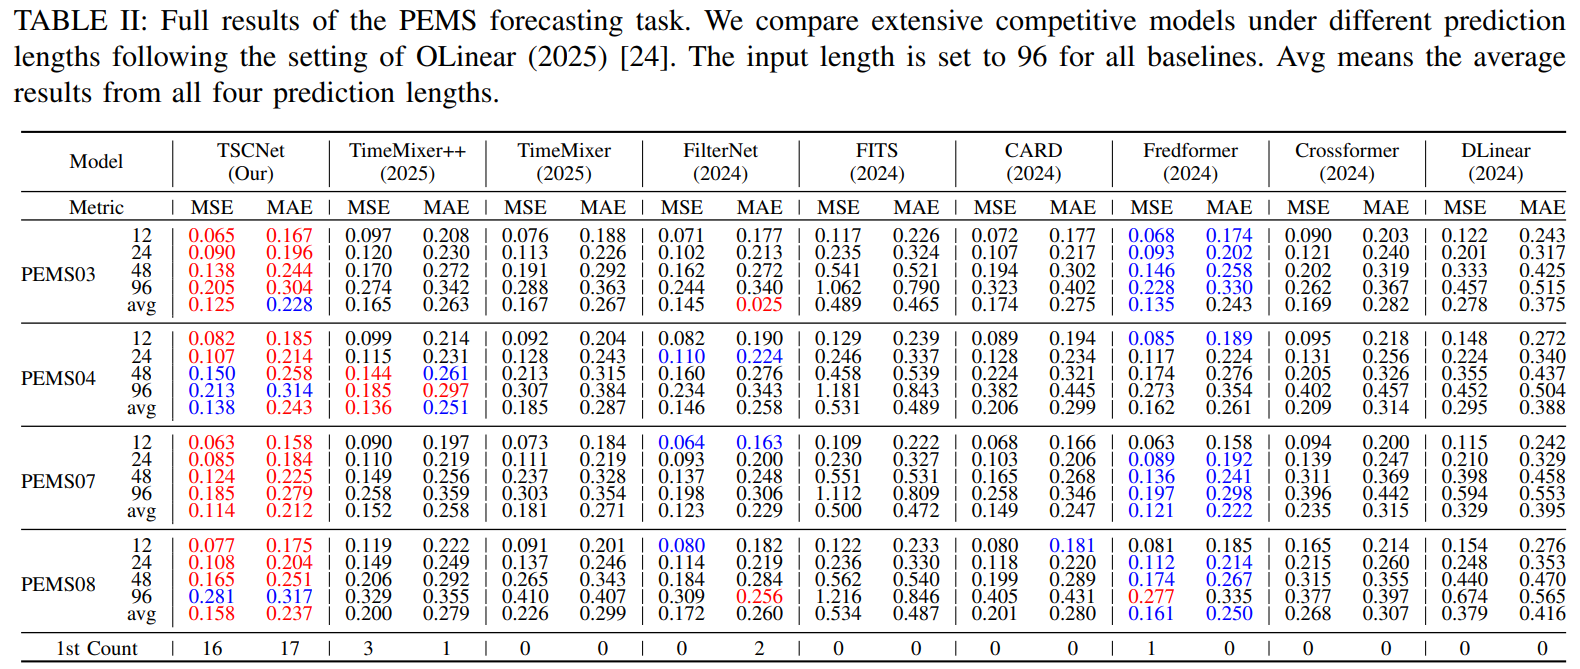 TABLE II: Full results of the PEMS forecasting task. We compare extensive competitive models under different prediction
lengths following the setting of OLinear (2025) [24]. The input length is set to 96 for all baselines. Avg means the average
results from all four prediction lengths.
Model TSCNet (Our) TimeMixer++ (2025) TimeMixer (2025) FilterNet (2024) FITS (2024) CARD (2024) Fredformer (2024) Crossformer (2024) DLinear (2024)
Metric MSE MAE MSE MAE MSE MAE MSE MAE MSE MAE MSE MAE MSE MAE MSE MAE MSE MAE
PEMS03
12 0.065 0.167 0.097 0.208 0.076 0.188 0.071 0.177 0.117 0.226 0.072 0.177 0.068 0.174 0.090 0.203 0.122 0.243
24 0.090 0.196 0.120 0.230 0.113 0.226 0.102 0.213 0.235 0.324 0.107 0.217 0.093 0.202 0.121 0.240 0.201 0.317
48 0.138 0.244 0.170 0.272 0.191 0.292 0.162 0.272 0.541 0.521 0.194 0.302 0.146 0.258 0.202 0.319 0.333 0.425
96 0.205 0.304 0.274 0.342 0.288 0.363 0.244 0.340 1.062 0.790 0.323 0.402 0.228 0.330 0.262 0.367 0.457 0.515
avg 0.125 0.228 0.165 0.263 0.167 0.267 0.145 0.025 0.489 0.465 0.174 0.275 0.135 0.243 0.169 0.282 0.278 0.375
PEMS04
12 0.082 0.185 0.099 0.214 0.092 0.204 0.082 0.190 0.129 0.239 0.089 0.194 0.085 0.189 0.095 0.218 0.148 0.272
24 0.107 0.214 0.115 0.231 0.128 0.243 0.110 0.224 0.246 0.337 0.128 0.234 0.117 0.224 0.131 0.256 0.224 0.340
48 0.150 0.258 0.144 0.261 0.213 0.315 0.160 0.276 0.458 0.539 0.224 0.321 0.174 0.276 0.205 0.326 0.355 0.437
96 0.213 0.314 0.185 0.297 0.307 0.384 0.234 0.343 1.181 0.843 0.382 0.445 0.273 0.354 0.402 0.457 0.452 0.504
avg 0.138 0.243 0.136 0.251 0.185 0.287 0.146 0.258 0.531 0.489 0.206 0.299 0.162 0.261 0.209 0.314 0.295 0.388
PEMS07
12 0.063 0.158 0.090 0.197 0.073 0.184 0.064 0.163 0.109 0.222 0.068 0.166 0.063 0.158 0.094 0.200 0.115 0.242
24 0.085 0.184 0.110 0.219 0.111 0.219 0.093 0.200 0.230 0.327 0.103 0.206 0.089 0.192 0.139 0.247 0.210 0.329
48 0.124 0.225 0.149 0.256 0.237 0.328 0.137 0.248 0.551 0.531 0.165 0.268 0.136 0.241 0.311 0.369 0.398 0.458
96 0.185 0.279 0.258 0.359 0.303 0.354 0.198 0.306 1.112 0.809 0.258 0.346 0.197 0.298 0.396 0.442 0.594 0.553
avg 0.114 0.212 0.152 0.258 0.181 0.271 0.123 0.229 0.500 0.472 0.149 0.247 0.121 0.222 0.235 0.315 0.329 0.395
PEMS08
12 0.077 0.175 0.119 0.222 0.091 0.201 0.080 0.182 0.122 0.233 0.080 0.181 0.081 0.185 0.165 0.214 0.154 0.276
24 0.108 0.204 0.149 0.249 0.137 0.246 0.114 0.219 0.236 0.330 0.118 0.220 0.112 0.214 0.215 0.260 0.248 0.353
48 0.165 0.251 0.206 0.292 0.265 0.343 0.184 0.284 0.562 0.540 0.199 0.289 0.174 0.267 0.315 0.355 0.440 0.470
96 0.281 0.317 0.329 0.355 0.410 0.407 0.309 0.256 1.216 0.846 0.405 0.431 0.277 0.335 0.377 0.397 0.674 0.565
avg 0.158 0.237 0.200 0.279 0.226 0.299 0.172 0.260 0.534 0.487 0.201 0.280 0.161 0.250 0.268 0.307 0.379 0.416
1st Count 16 17 3 1 0 0 0 2 0 0 0 0 1 0 0 0 0 0